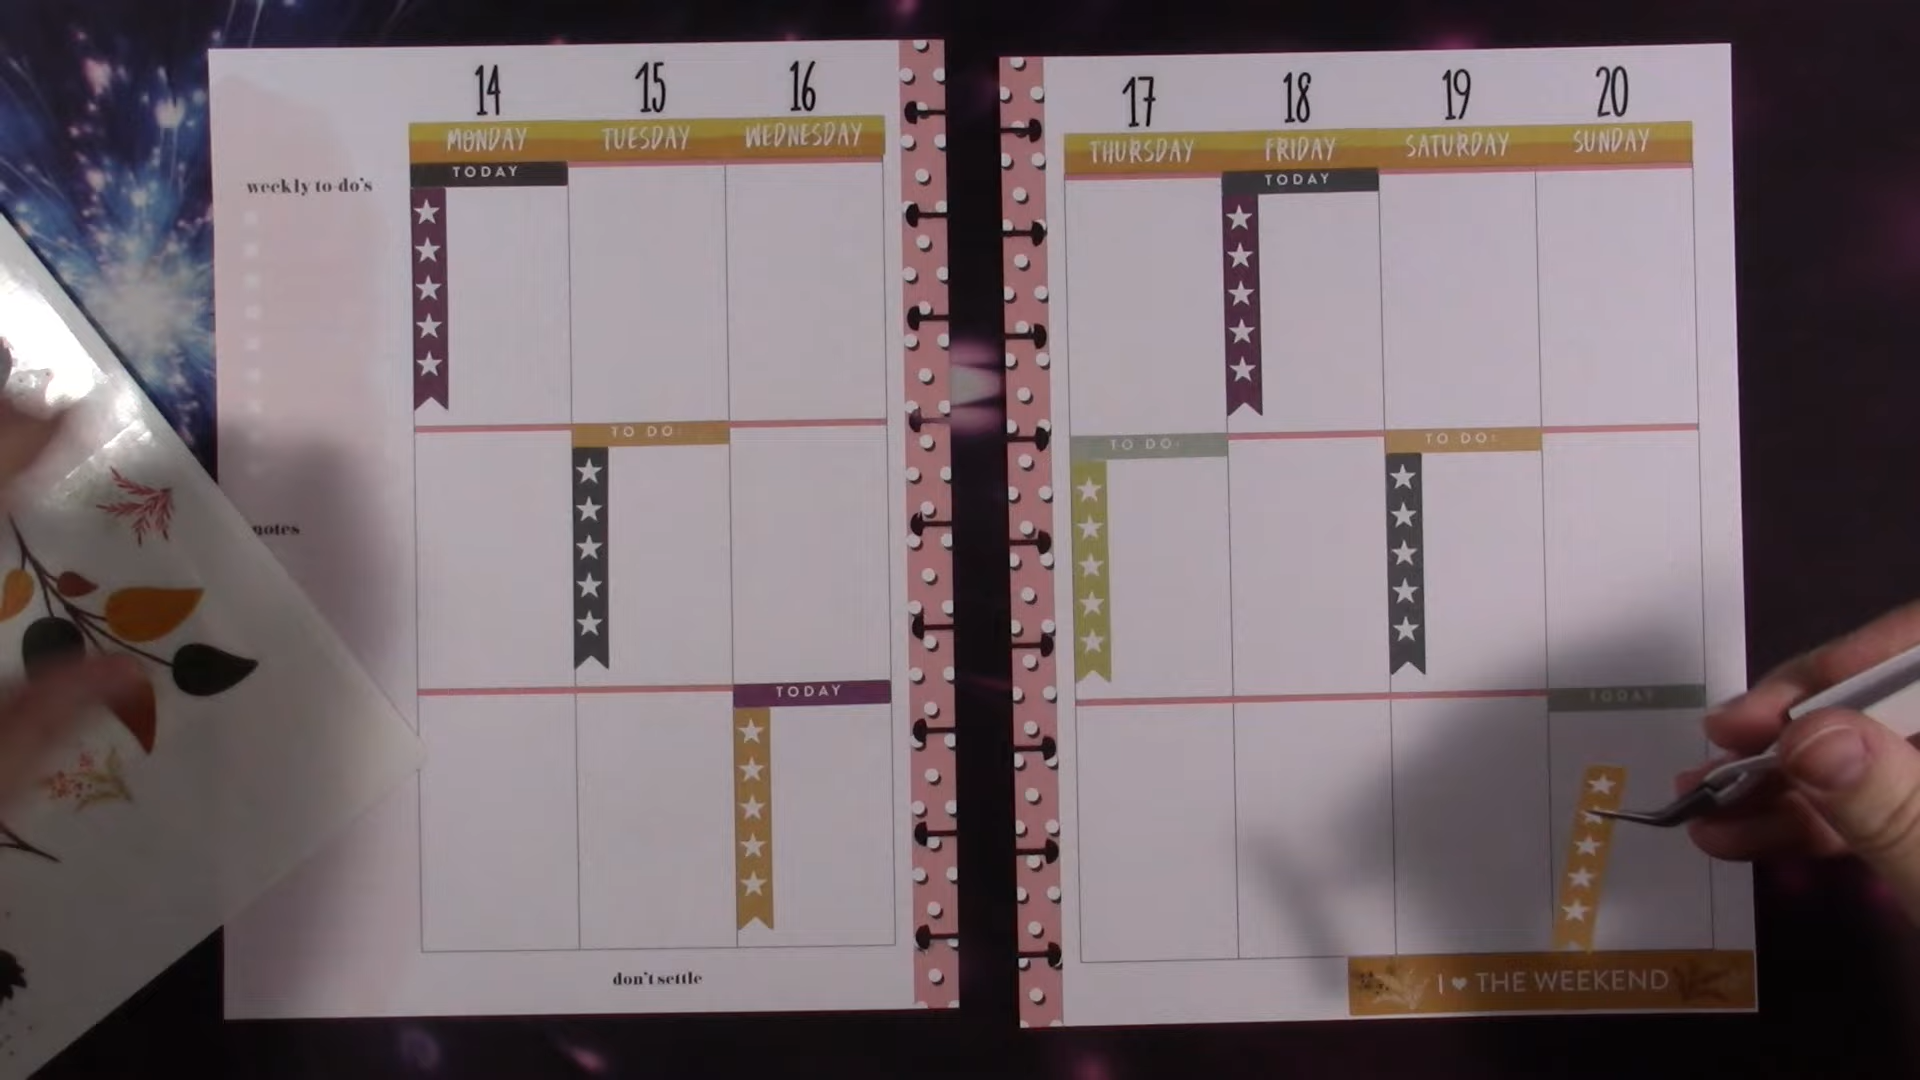 14 15 16
MONDAY TUESDAY WEDNESDAY
TODAY
weekly to-do's
TO DO:
notes
TODAY
don't settle
17 18 19 20
THURSDAY FRIDAY SATURDAY SUNDAY
TODAY
TO DO: TO DO:
TODAY
I ♥ THE WEEKEND